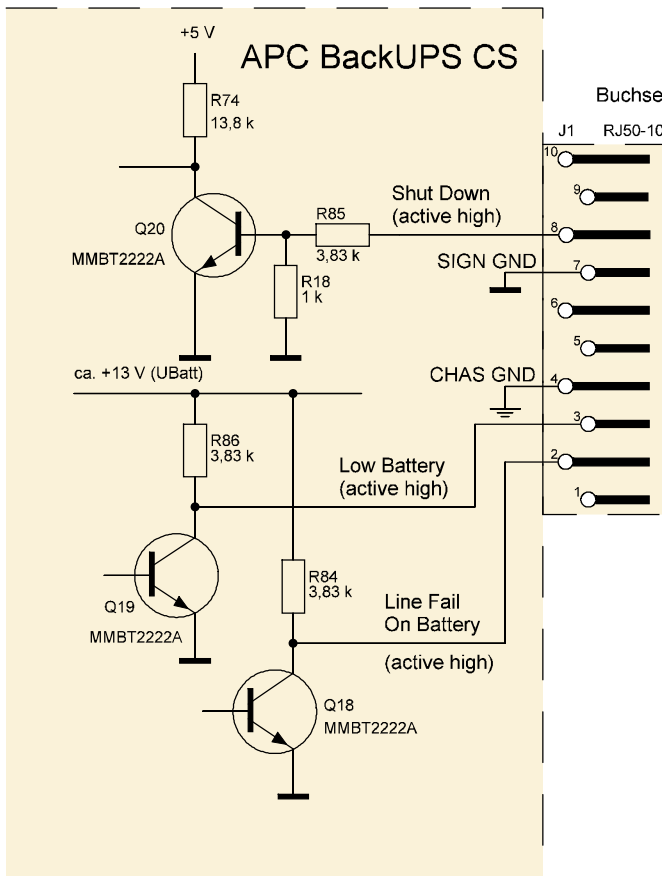 +5 V
APC BackUPS CS
R74
13,8 k
Buchse
J1
RJ50-10
10
9
8
7
6
5
4
3
2
1
Shut Down
(active high)
Q20
MMBT2222A
R85
3,83 k
R18
1 k
SIGN GND
CHAS GND
ca. +13 V (UBatt)
R86
3,83 k
Low Battery
(active high)
Q19
MMBT2222A
R84
3,83 k
Line Fail
On Battery
(active high)
Q18
MMBT2222A